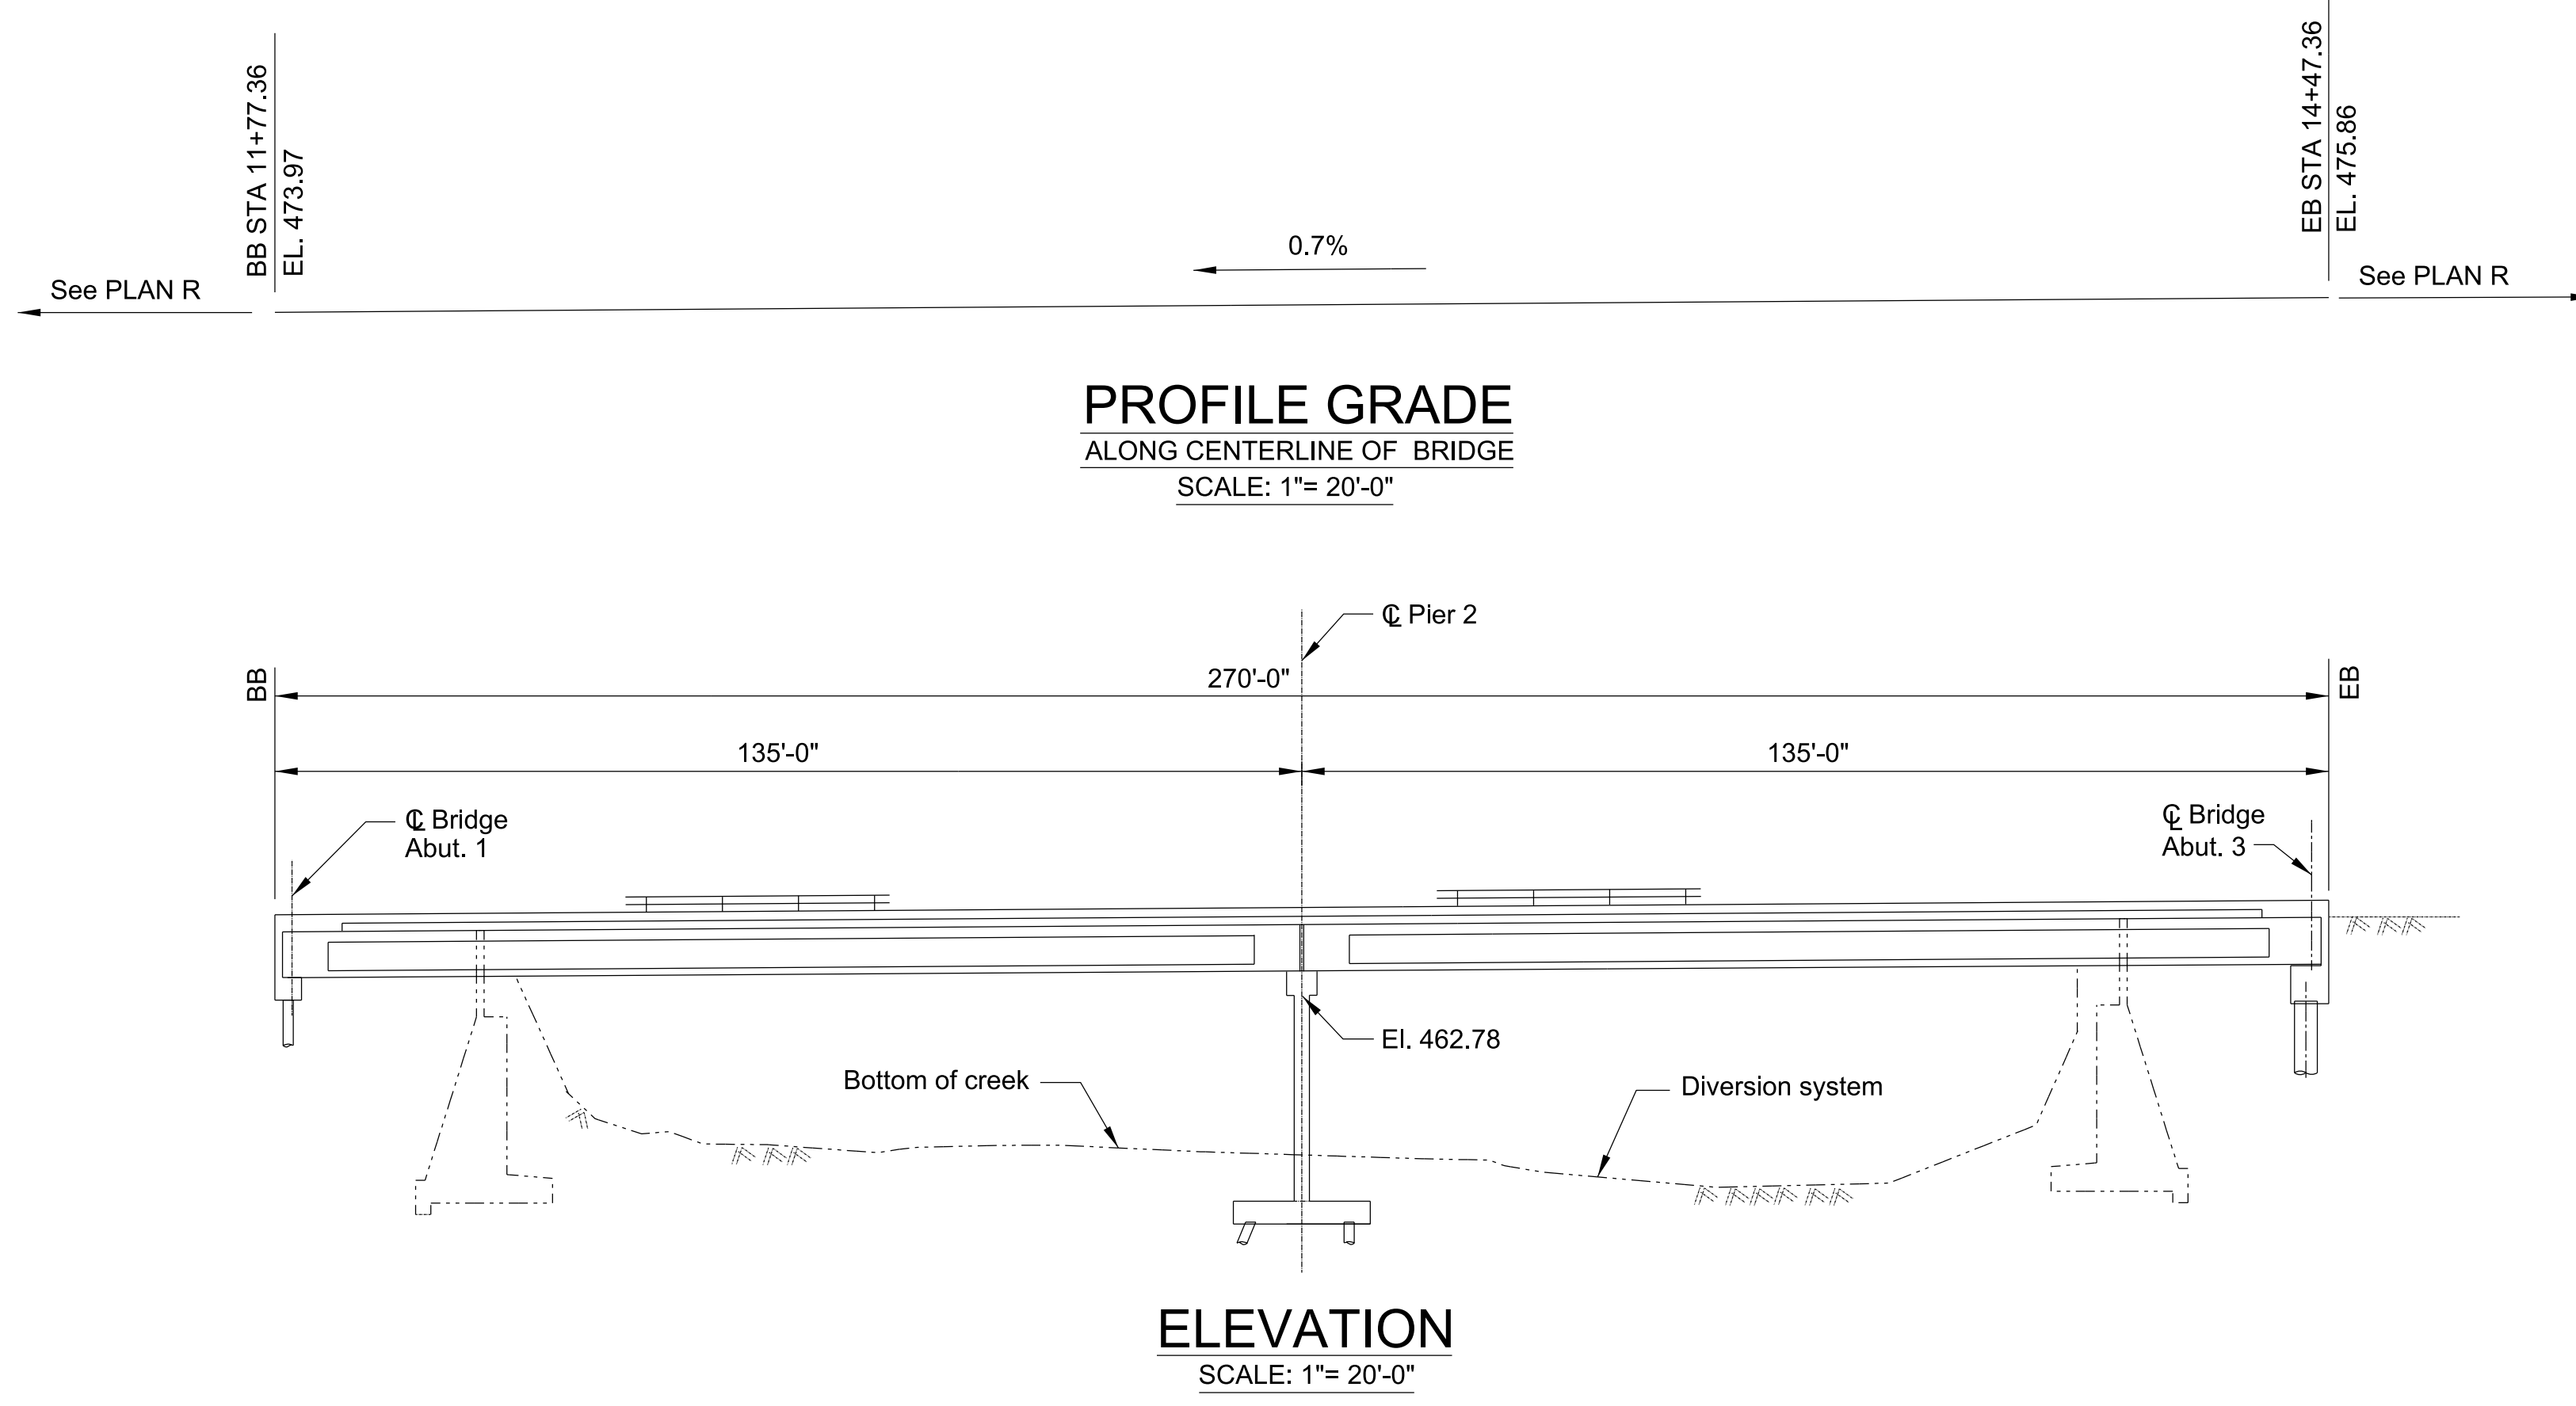 BB STA 11+77.36
EL. 473.97
EB STA 14+47.36
EL. 475.86
See PLAN R
0.7%
See PLAN R
PROFILE GRADE
ALONG CENTERLINE OF BRIDGE
SCALE: 1"= 20'-0"
℄ Pier 2
BB
270'-0"
EB
135'-0"
135'-0"
℄ Bridge
Abut. 1
℄ Bridge
Abut. 3
El. 462.78
Bottom of creek
Diversion system
ELEVATION
SCALE: 1"= 20'-0"